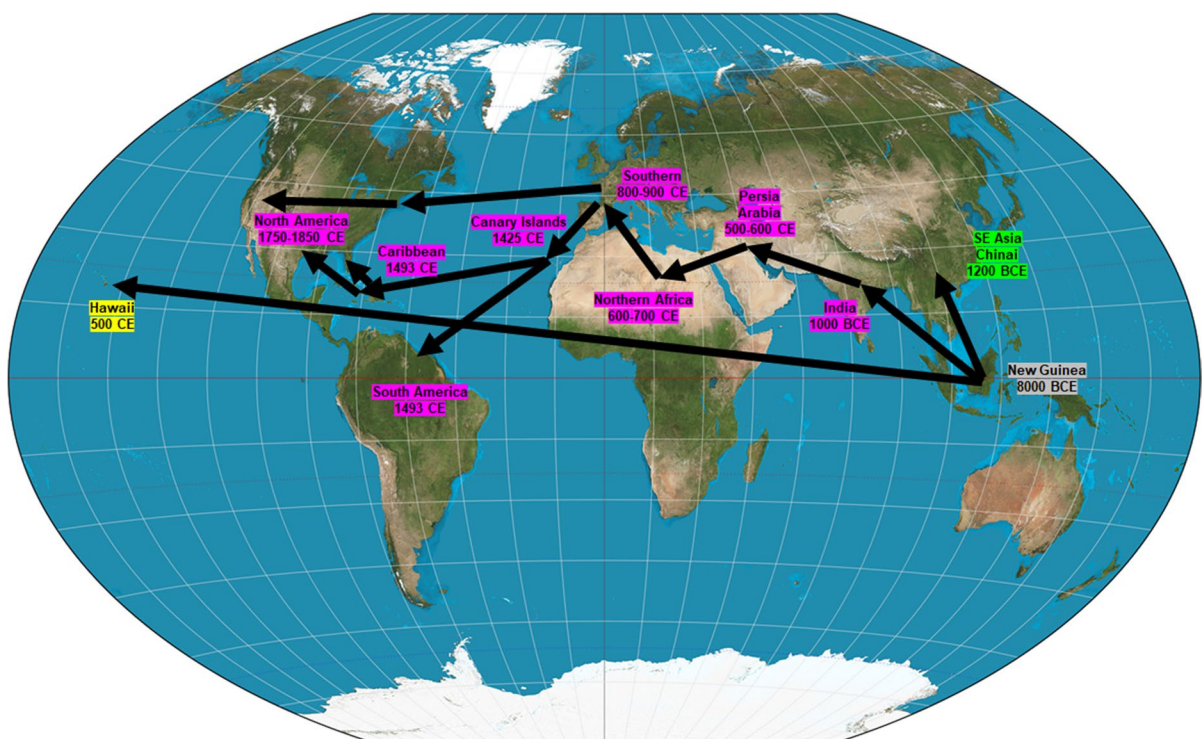 Southern
800-900 CE
Persia
Arabia
500-600 CE
North America
1750-1850 CE
Canary Islands
1425 CE
Caribbean
1493 CE
SE Asia
Chinai
1200 BCE
Hawaii
500 CE
Northern Africa
600-700 CE
India
1000 BCE
New Guinea
8000 BCE
South America
1493 CE